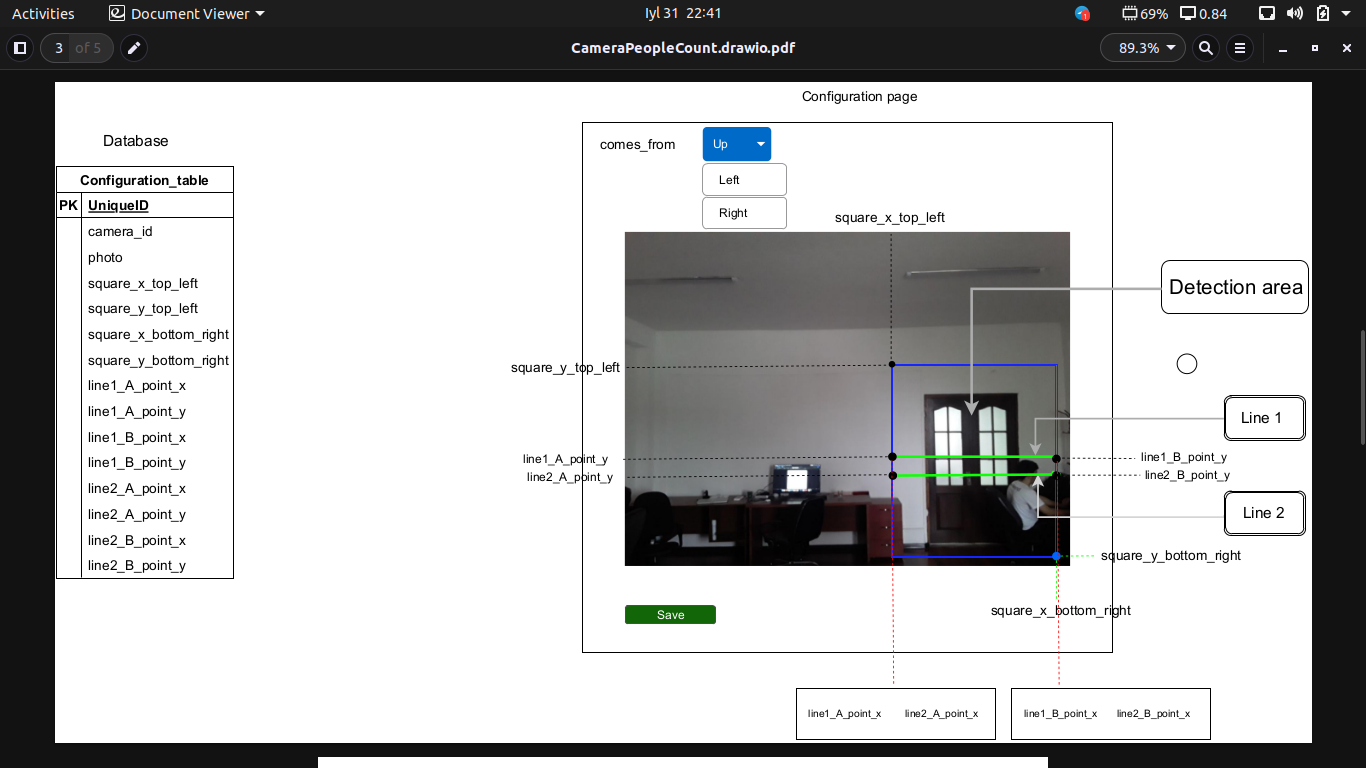 Activities
Document Viewer
Iyl 31 22:41
1
69%
0.84
3 of 5
CameraPeopleCount.drawio.pdf
89.3%
Configuration page
Database
Configuration_table
PK UniqueID
camera_id
photo
square_x_top_left
square_y_top_left
square_x_bottom_right
square_y_bottom_right
line1_A_point_x
line1_A_point_y
line1_B_point_x
line1_B_point_y
line2_A_point_x
line2_A_point_y
line2_B_point_x
line2_B_point_y
comes_from
Up
Left
Right
square_x_top_left
Detection area
square_y_top_left
Line 1
line1_A_point_y
line1_B_point_y
line2_A_point_y
line2_B_point_y
Line 2
square_y_bottom_right
square_x_bottom_right
Save
line1_A_point_x line2_A_point_x
line1_B_point_x line2_B_point_x